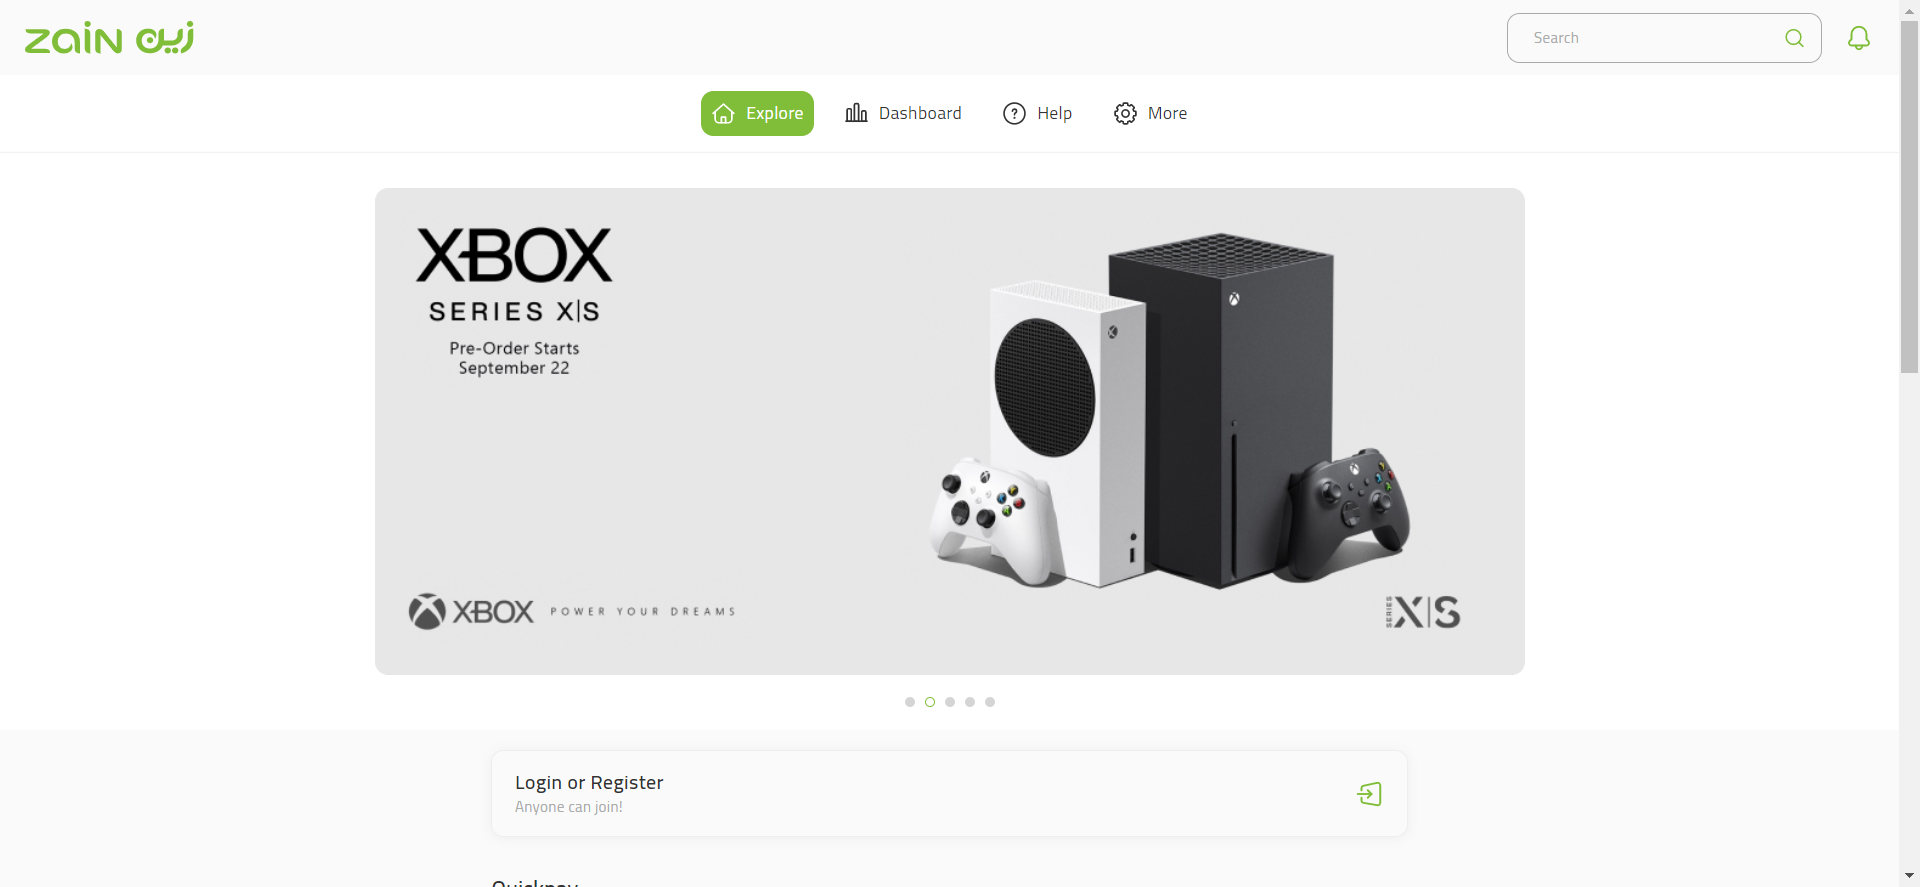 zain زين
Search
Explore
Dashboard
Help
More
XBOX
SERIES X|S
Pre-Order Starts
September 22
XBOX POWER YOUR DREAMS
SERIES X|S
Login or Register
Anyone can join!
Quickpay